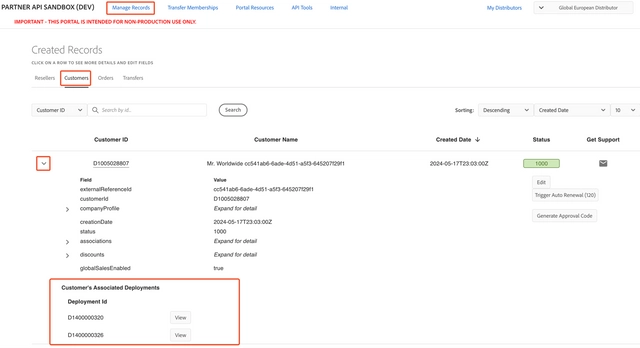 PARTNER API SANDBOX (DEV) Manage Records Transfer Memberships Portal Resources API Tools Internal My Distributors Global European Distributor
IMPORTANT - THIS PORTAL IS INTENDED FOR NON-PRODUCTION USE ONLY.
Created Records
CLICK ON A ROW TO SEE MORE DETAILS AND EDIT FIELDS
Resellers Customers Orders Transfers
Customer ID Search by id.. Search Sorting: Descending Created Date 10
Customer ID Customer Name Created Date Status Get Support
D1005028807 Mr. Worldwide cc541ab6-6ade-4d51-a5f3-645207f29f1 2024-05-17T23:03:00Z 1000
Field Value
externalReferenceId cc541ab6-6ade-4d51-a5f3-645207f29f1
customerId D1005028807
companyProfile Expand for detail
creationDate 2024-05-17T23:03:00Z
status 1000
associations Expand for detail
discounts Expand for detail
globalSalesEnabled true
Edit
Trigger Auto Renewal (120)
Generate Approval Code
Customer's Associated Deployments
Deployment Id
D1400000320 View
D1400000326 View